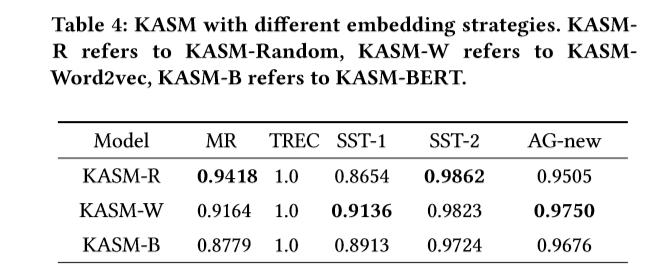 Table 4: KASM with different embedding strategies. KASM-
R refers to KASM-Random, KASM-W refers to KASM-
Word2vec, KASM-B refers to KASM-BERT.
Model MR TREC SST-1 SST-2 AG-new
KASM-R 0.9418 1.0 0.8654 0.9862 0.9505
KASM-W 0.9164 1.0 0.9136 0.9823 0.9750
KASM-B 0.8779 1.0 0.8913 0.9724 0.9676